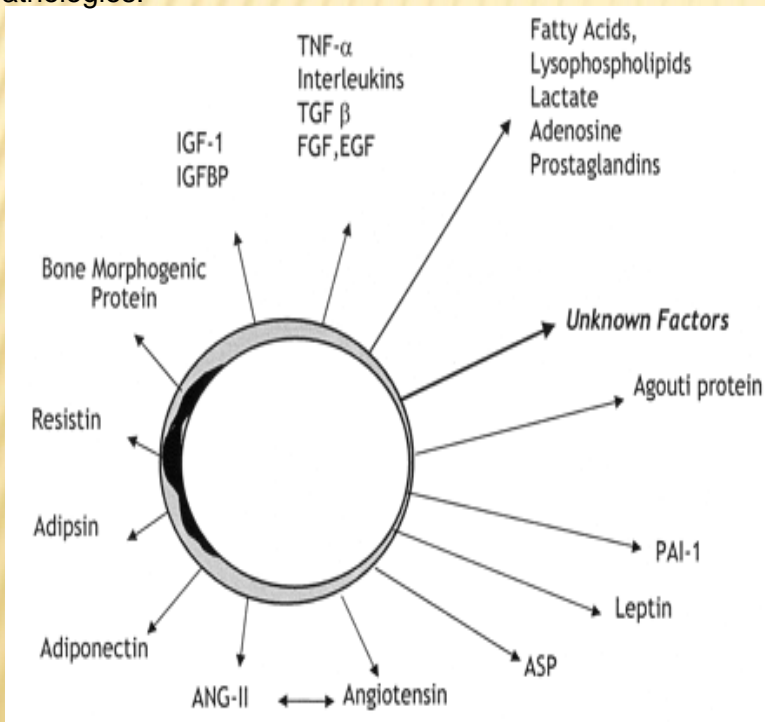 TNF-α
Interleukins
TGF β
FGF,EGF
Fatty Acids,
Lysophospholipids
Lactate
Adenosine
Prostaglandins
IGF-1
IGFBP
Bone Morphogenic
Protein
Unknown Factors
Agouti protein
Resistin
Adipsin
PAI-1
Leptin
Adiponectin
ASP
ANG-II
Angiotensin